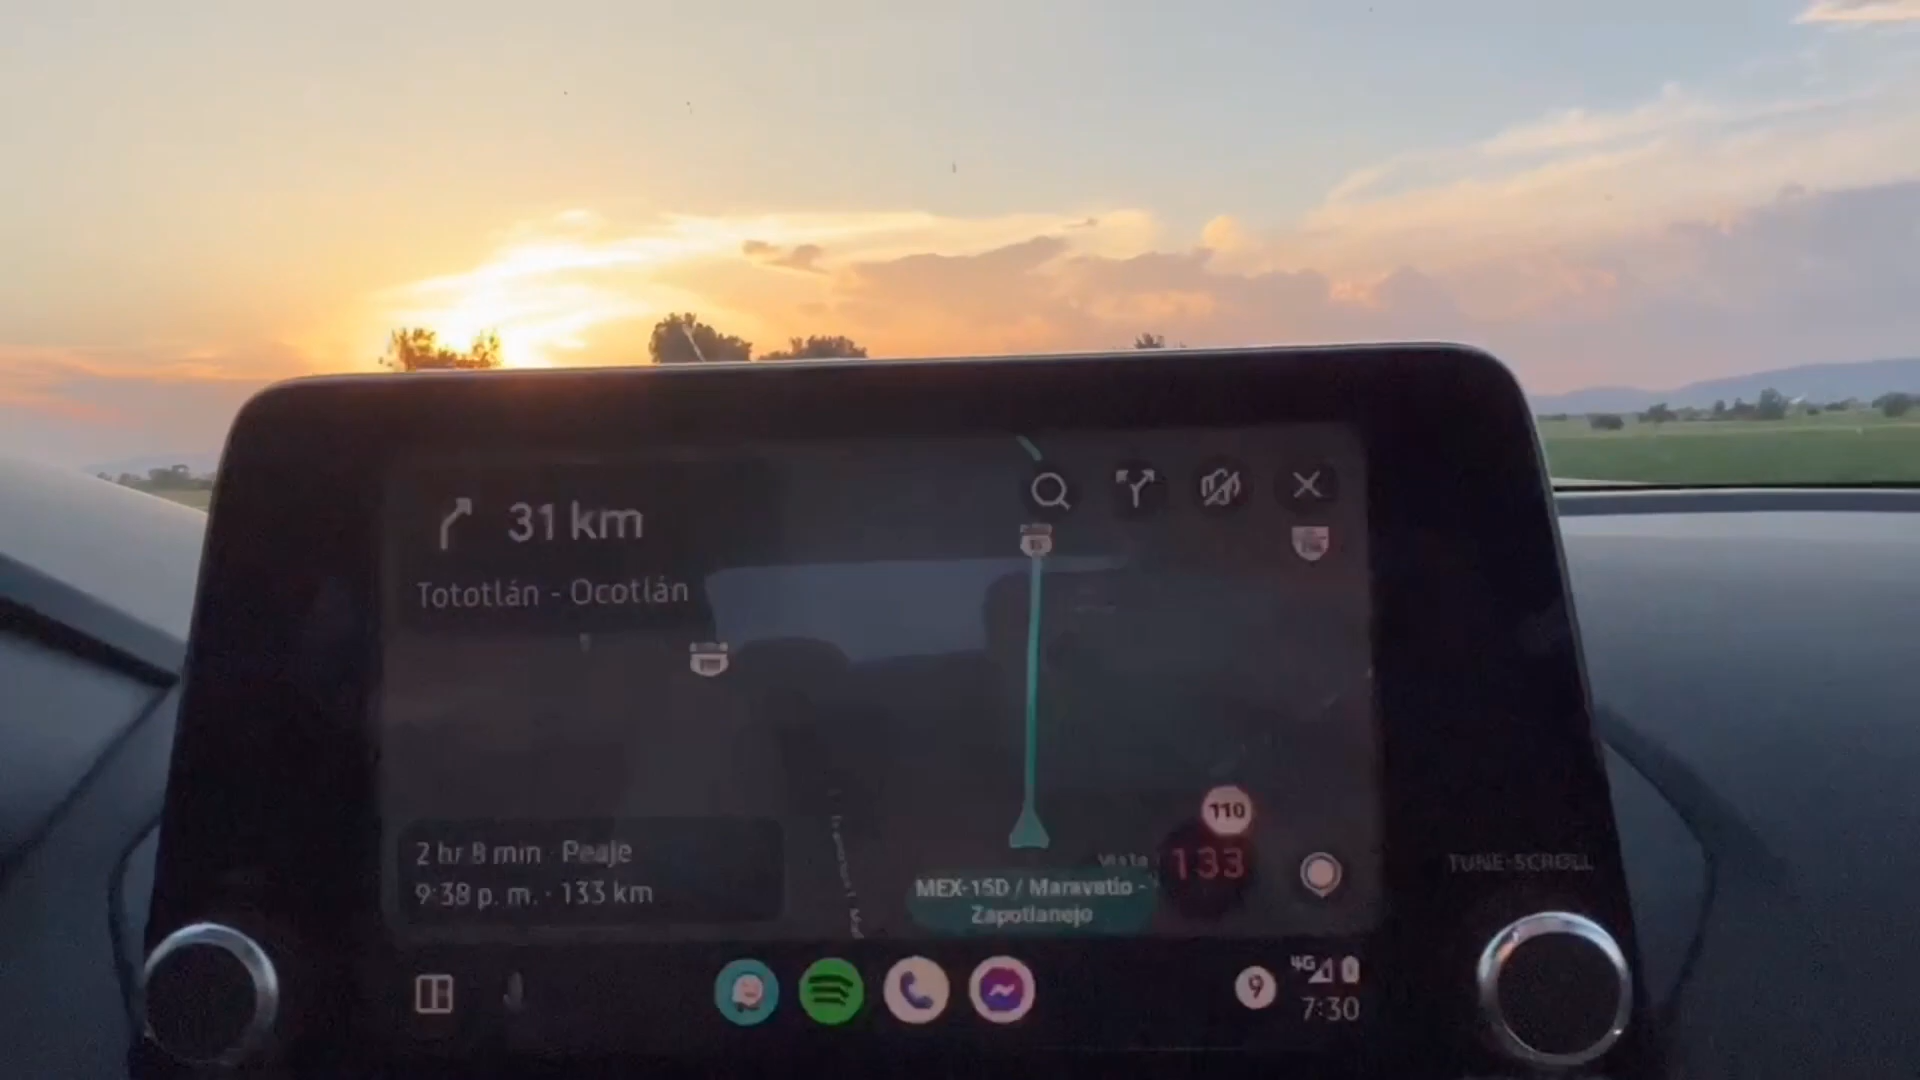 31 km
Tototlán - Ocotlán
15
110
133
2 hr 8 min · Peaje
9:38 p. m. · 133 km
MEX-15D / Maravatío -
Zapotlanejo
TUNE·SCROLL
9
4G
7:30